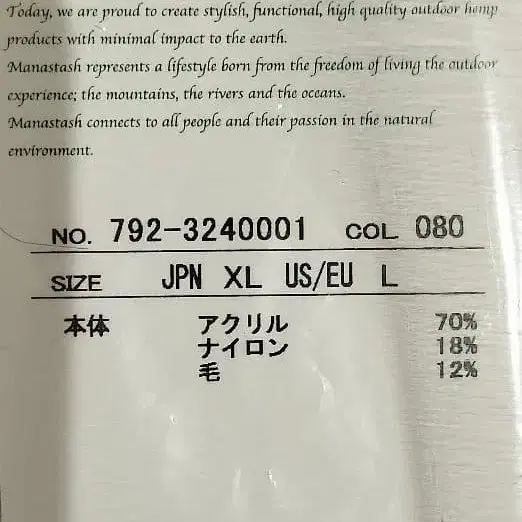 Today, we are proud to create stylish, functional, high quality outdoor hemp
products with minimal impact to the earth.
Manastash represents a lifestyle born from the freedom of living the outdoor
experience; the mountains, the rivers and the oceans.
Manastash connects to all people and their passion in the natural
environment.
NO. 792-3240001 COL 080
SIZE JPN XL US/EU L
本体 アクリル 70%
ナイロン 18%
毛 12%